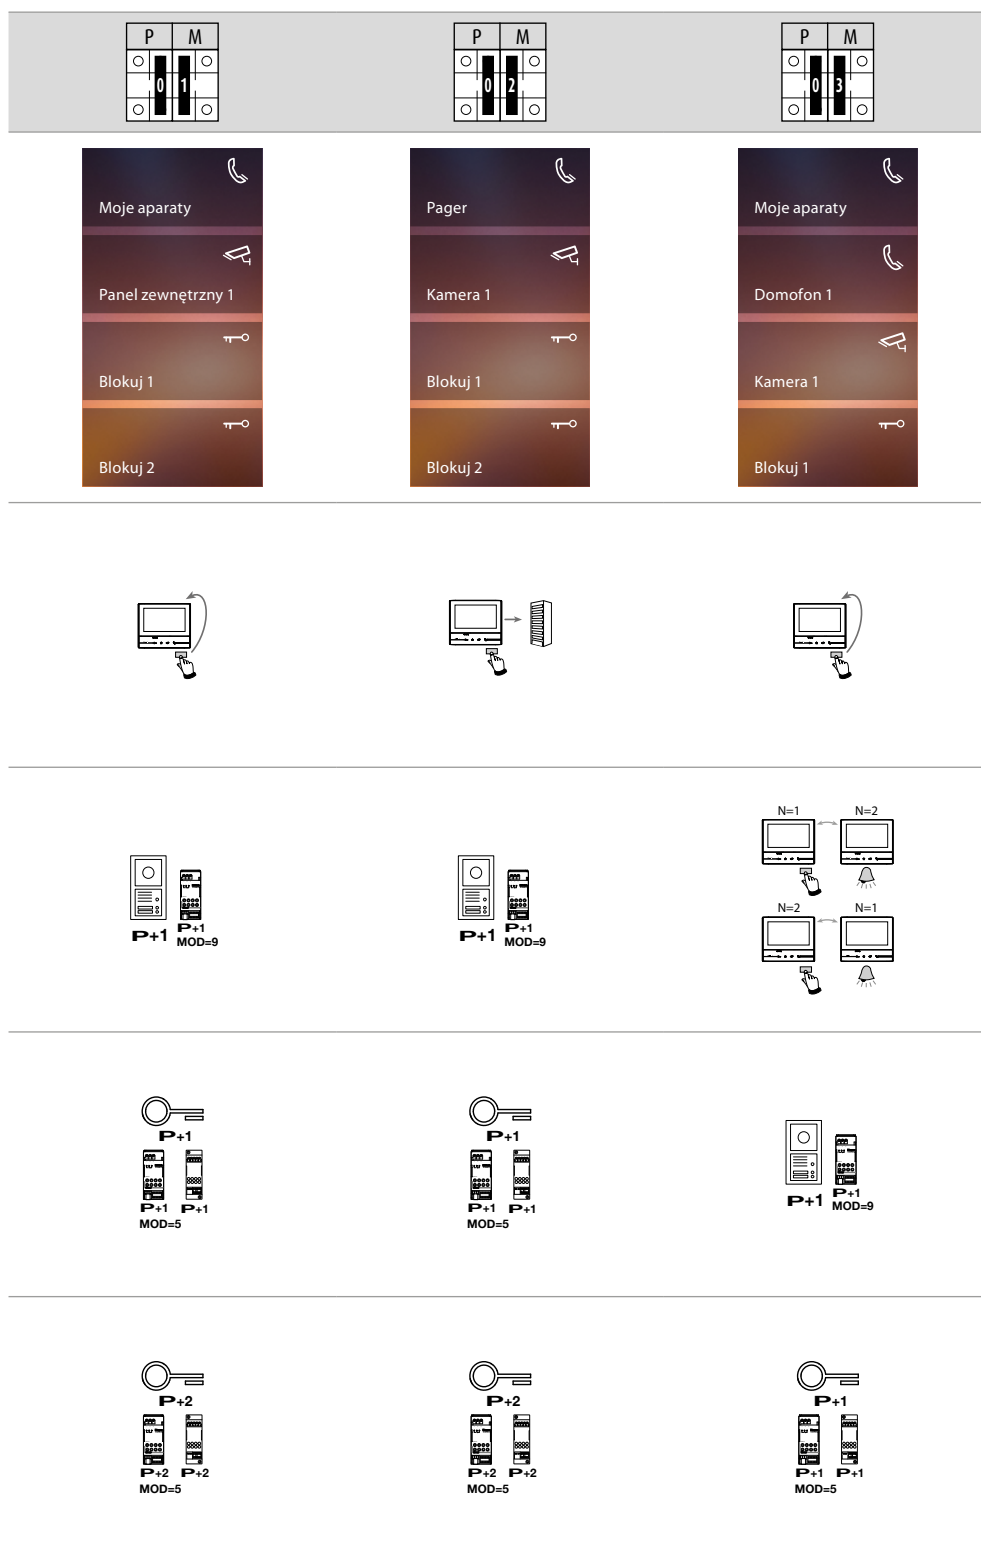 P M
0 1
P M
0 2
P M
0 3
Moje aparaty
Panel zewnętrzny 1
Blokuj 1
Blokuj 2
Pager
Kamera 1
Blokuj 1
Blokuj 2
Moje aparaty
Domofon 1
Kamera 1
Blokuj 1
P+1
P+1
MOD=9
P+1
P+1
MOD=9
N=1 N=2
N=2 N=1
P+1
P+1 P+1
MOD=5
P+1
P+1 P+1
MOD=5
P+1
P+1
MOD=9
P+2
P+2 P+2
MOD=5
P+2
P+2 P+2
MOD=5
P+1
P+1 P+1
MOD=5